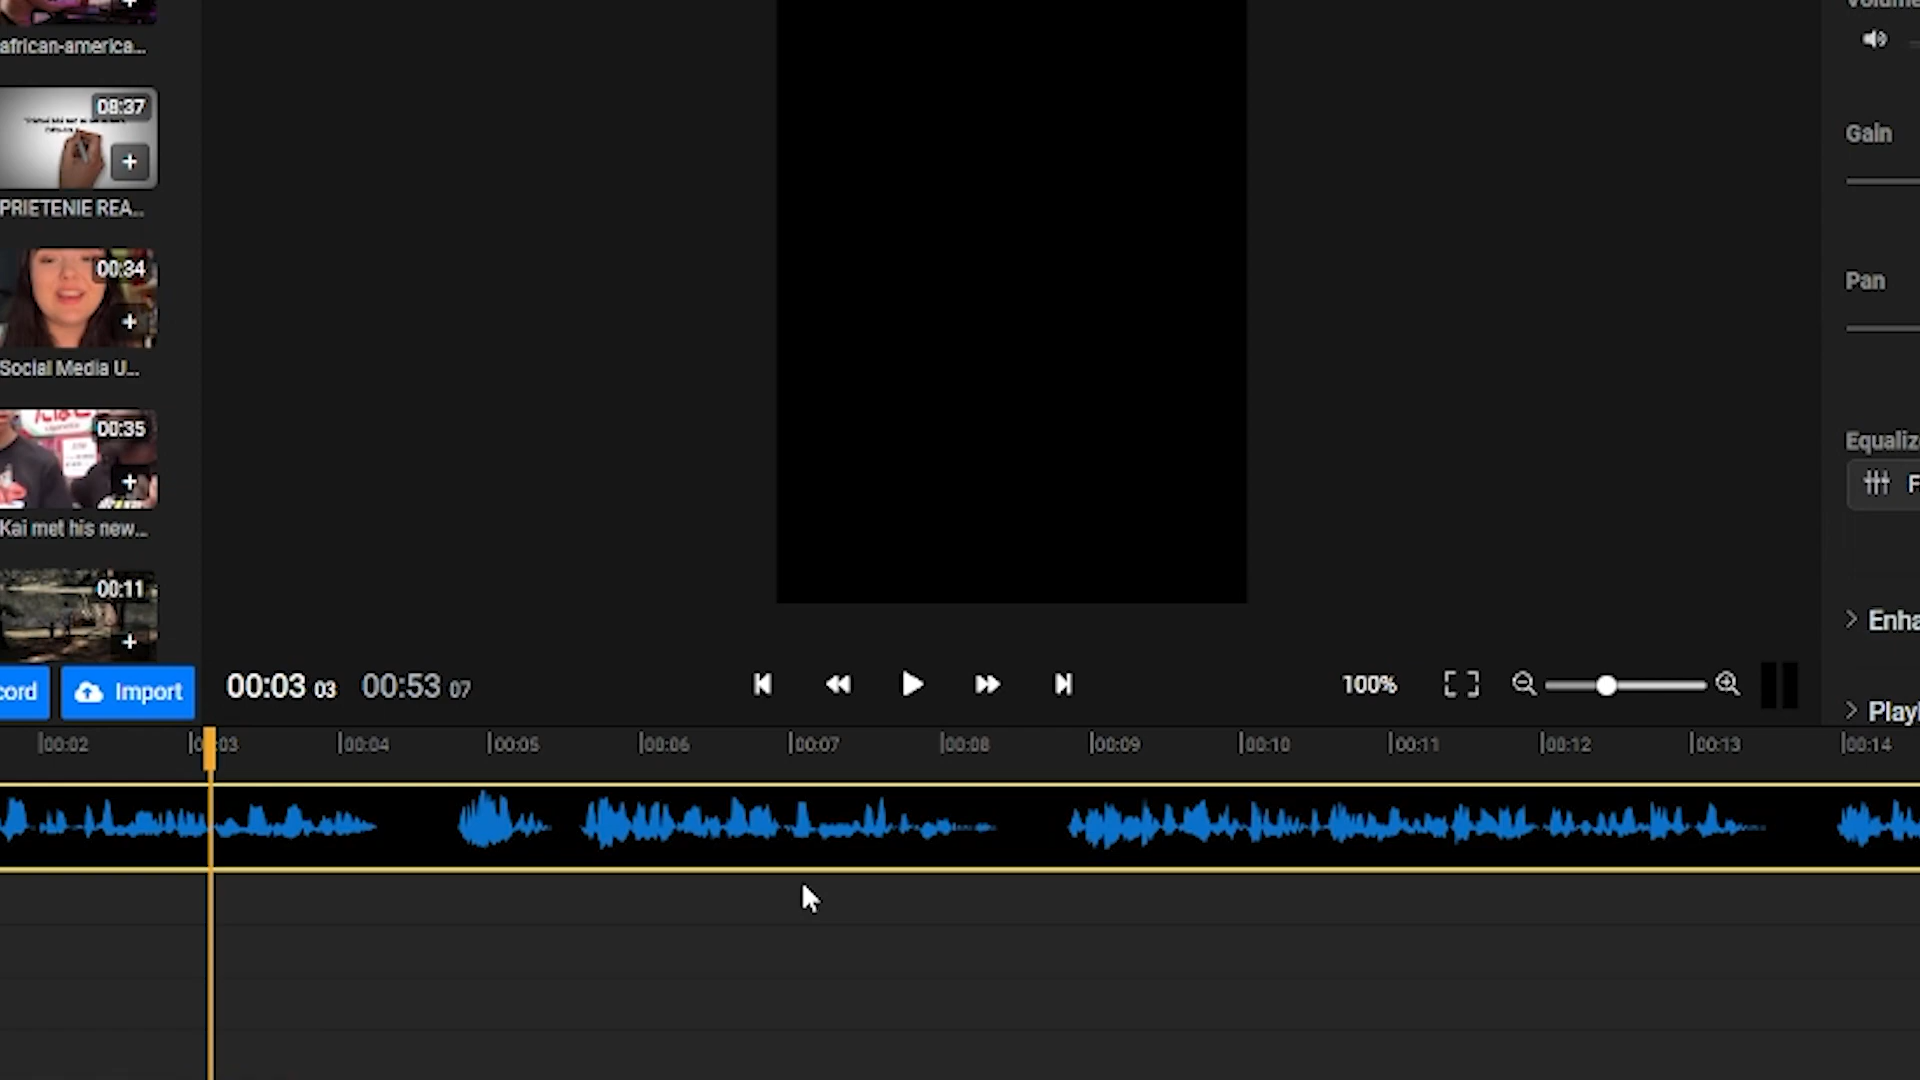 african-america...
08:37
PRIETENIE REA...
00:34
Social Media U...
00:35
Kai met his new...
00:11
cord
Import
00:03 03
00:53 07
100%
Volume
Gain
Pan
Equaliz
F
Enha
Playl
00:02
00:04
00:05
00:06
00:07
00:08
00:09
00:10
00:11
00:12
00:13
00:14